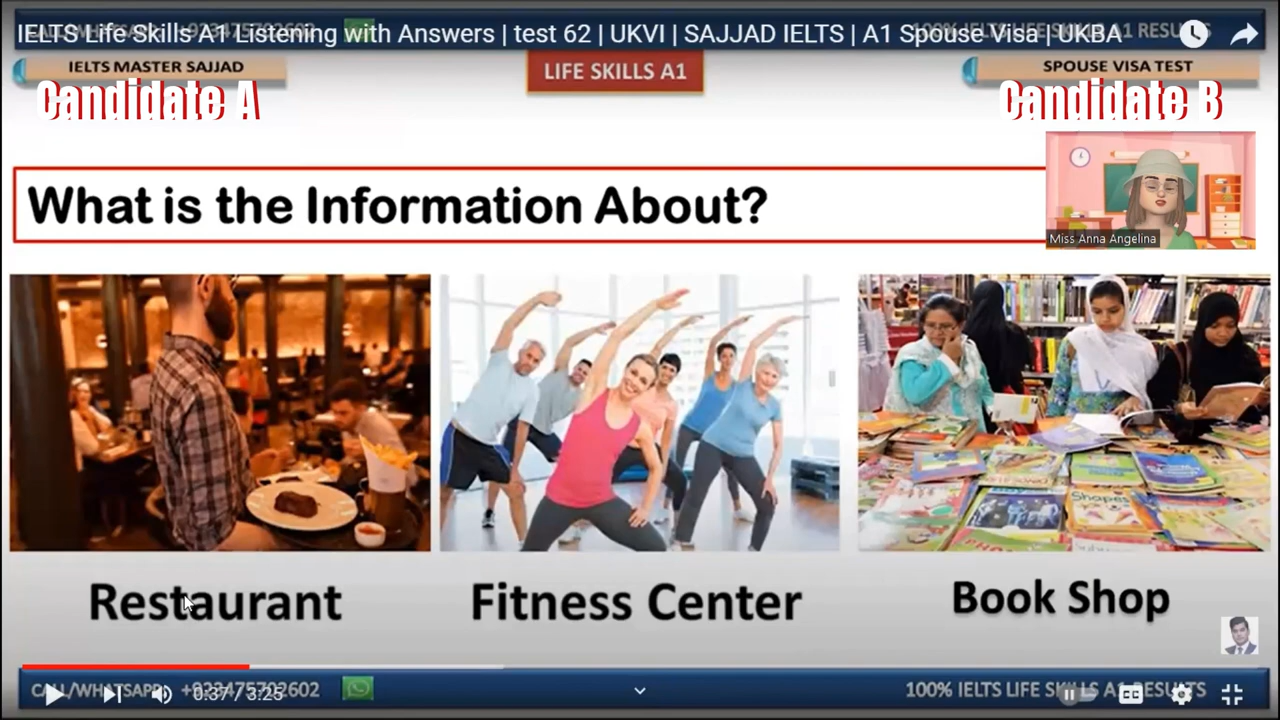 IELTS Life Skills A1 Listening with Answers | test 62 | UKVI | SAJJAD IELTS | A1 Spouse Visa | UKBA
IELTS MASTER SAJJAD
LIFE SKILLS A1
SPOUSE VISA TEST
Candidate A
Candidate B
What is the Information About?
Miss Anna Angelina
Restaurant
Fitness Center
Book Shop
CALL/WHATSAPP: +923475702602
0:37 / 3:25
100% IELTS LIFE SKILLS A1 RESULTS
CC